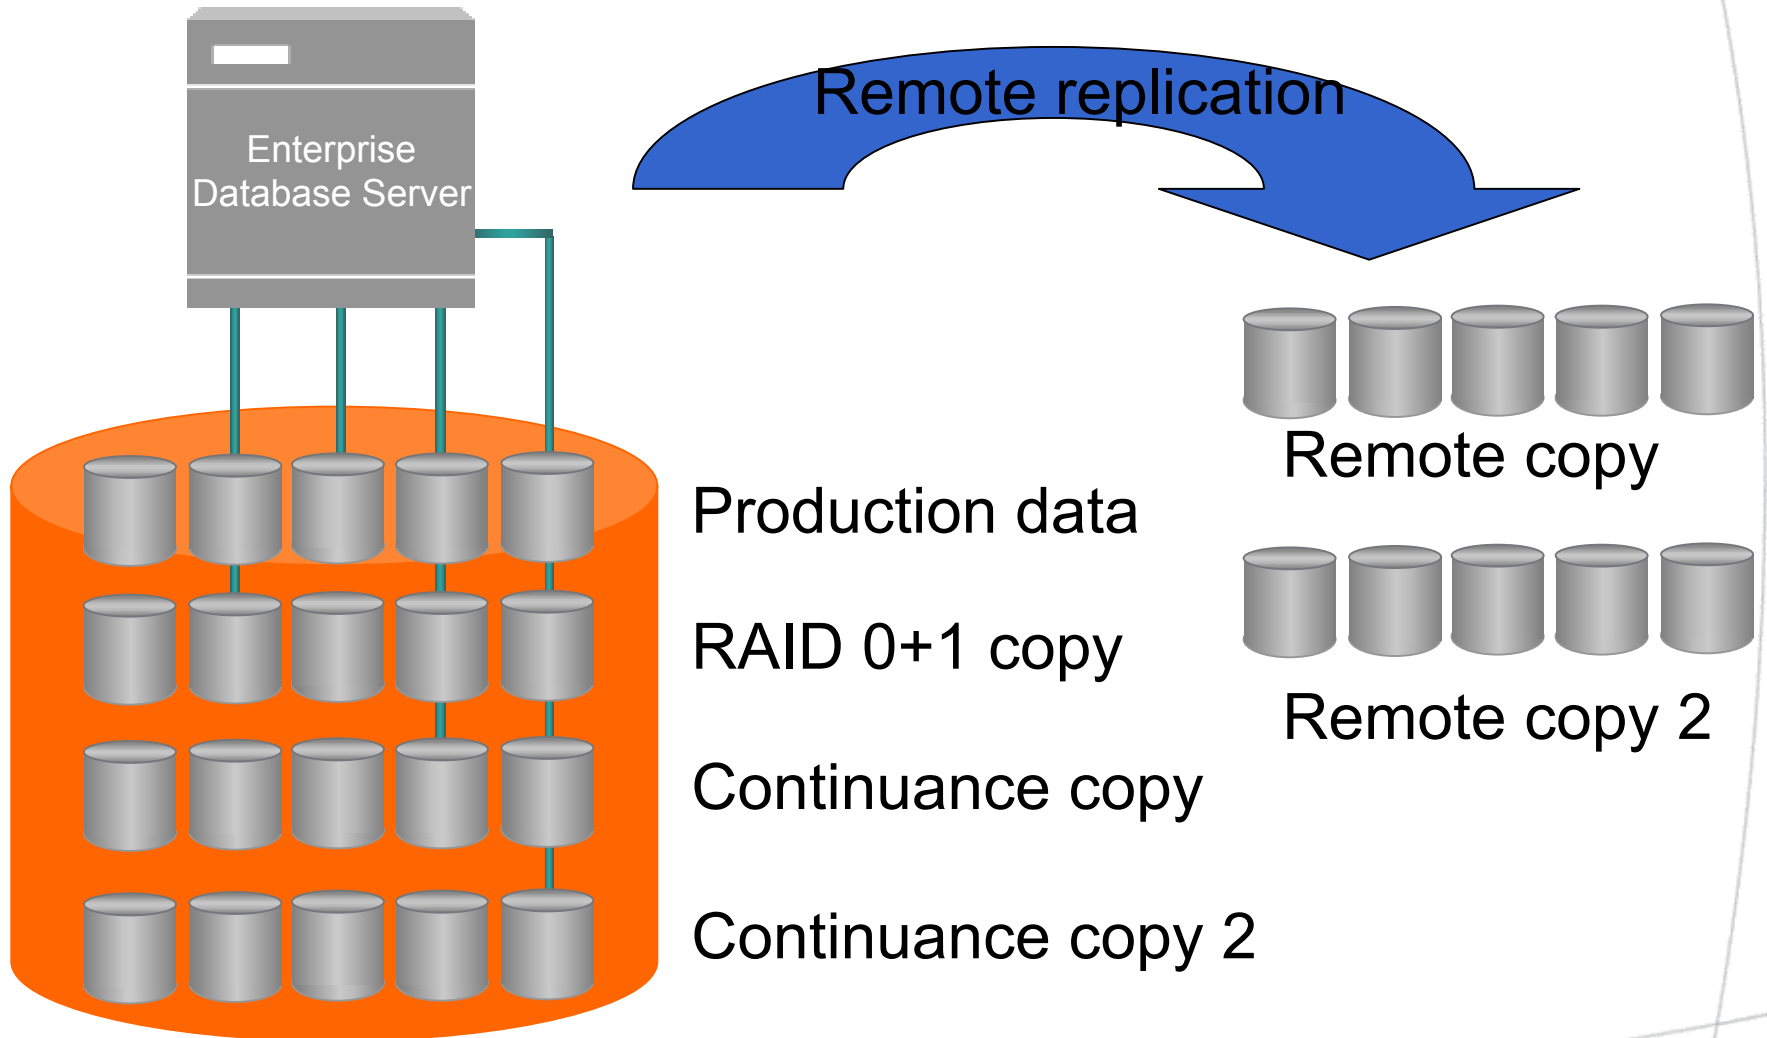 Enterprise
Database Server
Remote replication
Remote copy
Production data
RAID 0+1 copy
Remote copy 2
Continuance copy
Continuance copy 2